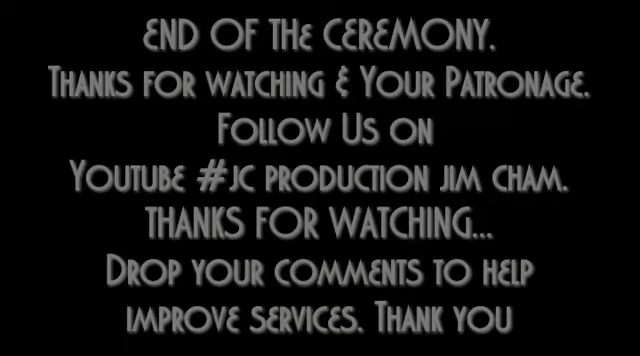 END OF THE CEREMONY.
THANKS FOR WATCHING & YOUR PATRONAGE.
FOLLOW US ON
YOUTUBE #JC PRODUCTION JIM CHAM.
THANKS FOR WATCHING...
DROP YOUR COMMENTS TO HELP
IMPROVE SERVICES. THANK YOU